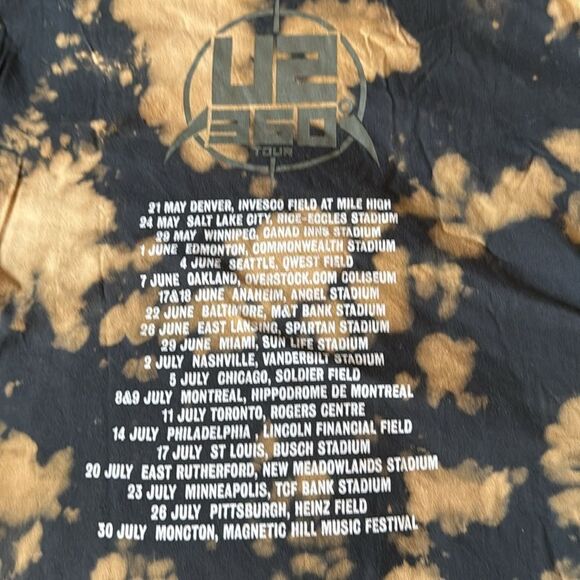 U2
360°
TOUR
21 MAY DENVER, INVESCO FIELD AT MILE HIGH
24 MAY SALT LAKE CITY, RICE-ECCLES STADIUM
29 MAY WINNIPEG, CANAD INNS STADIUM
1 JUNE EDMONTON, COMMONWEALTH STADIUM
4 JUNE SEATTLE, QWEST FIELD
7 JUNE OAKLAND, OVERSTOCK.COM COLISEUM
17&18 JUNE ANAHEIM, ANGEL STADIUM
22 JUNE BALTIMORE, M&T BANK STADIUM
26 JUNE EAST LANSING, SPARTAN STADIUM
29 JUNE MIAMI, SUN LIFE STADIUM
2 JULY NASHVILLE, VANDERBILT STADIUM
5 JULY CHICAGO, SOLDIER FIELD
8&9 JULY MONTREAL, HIPPODROME DE MONTREAL
11 JULY TORONTO, ROGERS CENTRE
14 JULY PHILADELPHIA , LINCOLN FINANCIAL FIELD
17 JULY ST LOUIS, BUSCH STADIUM
20 JULY EAST RUTHERFORD, NEW MEADOWLANDS STADIUM
23 JULY MINNEAPOLIS, TCF BANK STADIUM
26 JULY PITTSBURGH, HEINZ FIELD
30 JULY MONCTON, MAGNETIC HILL MUSIC FESTIVAL